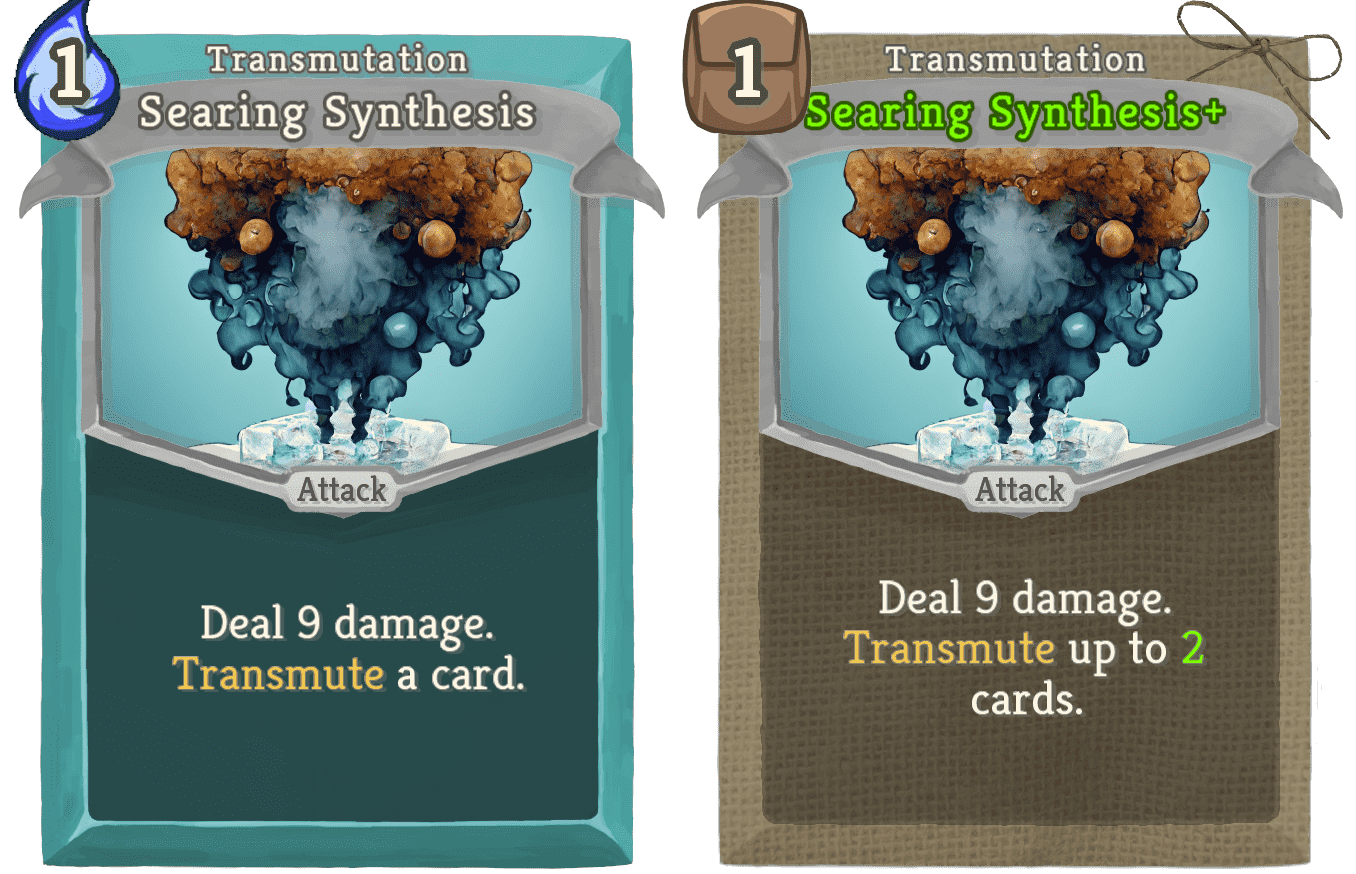 1
Transmutation
Searing Synthesis
Attack
Deal 9 damage.
Transmute a card.
1
Transmutation
Searing Synthesis+
Attack
Deal 9 damage.
Transmute up to 2
cards.